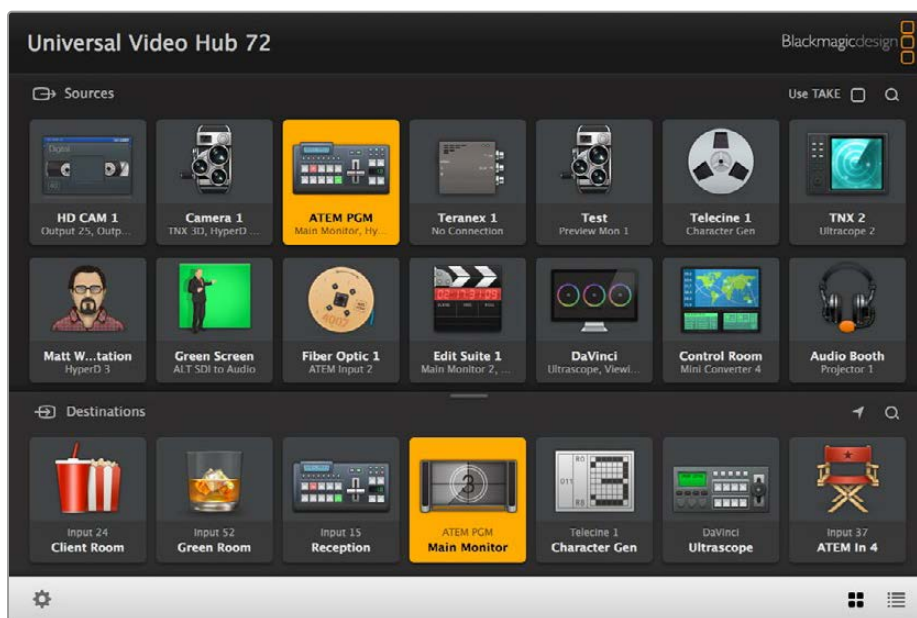 Universal Video Hub 72
Blackmagicdesign
Sources
Use TAKE
HD CAM 1
Output 25, Outp...
Camera 1
TNX 3D, HyperD ...
ATEM PGM
Main Monitor, Hy...
Teranex 1
No Connection
Test
Preview Mon 1
Telecine 1
Character Gen
TNX 2
Ultracope 2
Matt W...tation
HyperD 3
Green Screen
ALT SDI to Audio
4007
Fiber Optic 1
ATEM Input 2
Edit Suite 1
Main Monitor 2, ...
DaVinci
Ultrascope, Viewi...
Control Room
Mini Converter 4
Audio Booth
Projector 1
Destinations
Input 24
Client Room
Input 52
Green Room
Input 15
Reception
3
ATEM PGM
Main Monitor
Telecine 1
Character Gen
DaVinci
Ultrascope
Input 37
ATEM In 4